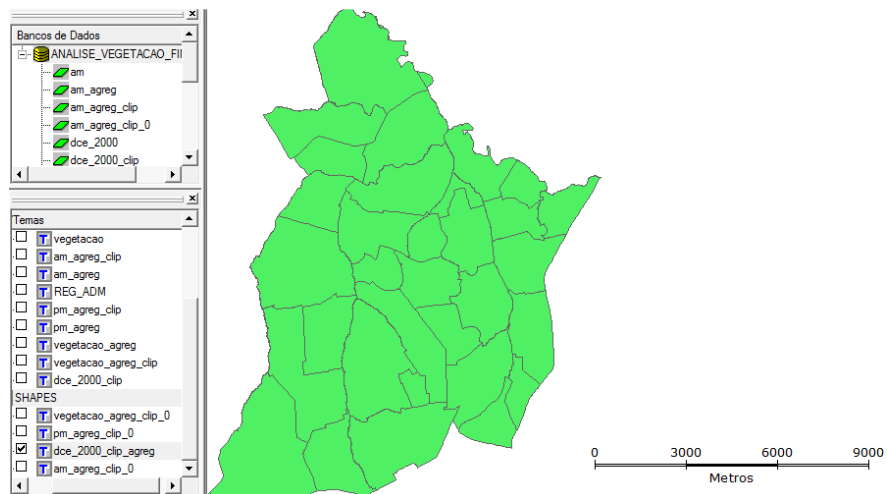 Bancos de Dados
ANALISE_VEGETACAO_FI
am
am_agreg
am_agreg_clip
am_agreg_clip_0
dce_2000
dce_2000_clip
Temas
vegetacao
am_agreg_clip
am_agreg
REG_ADM
pm_agreg_clip
pm_agreg
vegetacao_agreg
vegetacao_agreg_clip
dce_2000_clip
SHAPES
vegetacao_agreg_clip_0
pm_agreg_clip_0
dce_2000_clip_agreg
am_agreg_clip_0
0 3000 6000 9000
Metros